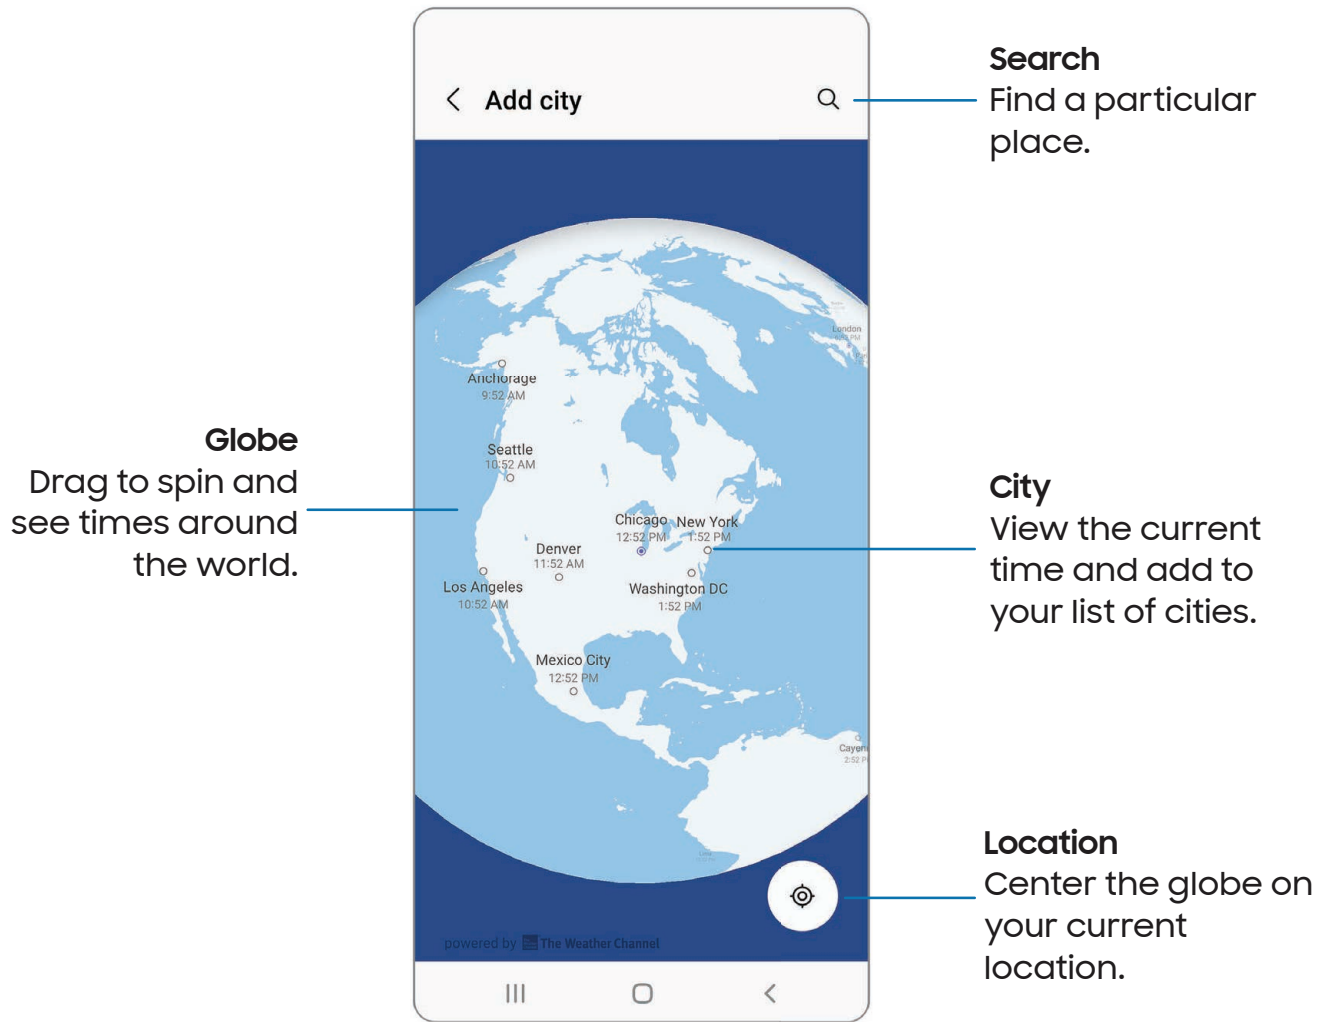 Add city
Search
Find a particular
place.
London
Anchorage
9:52 AM
Seattle
10:52 AM
Globe
Drag to spin and
see times around
the world.
Chicago
12:52 PM
New York
1:52 PM
Denver
11:52 AM
Los Angeles
10:52 AM
Washington DC
1:52 PM
City
View the current
time and add to
your list of cities.
Mexico City
12:52 PM
Cayen
2:52 P
Location
Center the globe on
your current
location.
powered by The Weather Channel